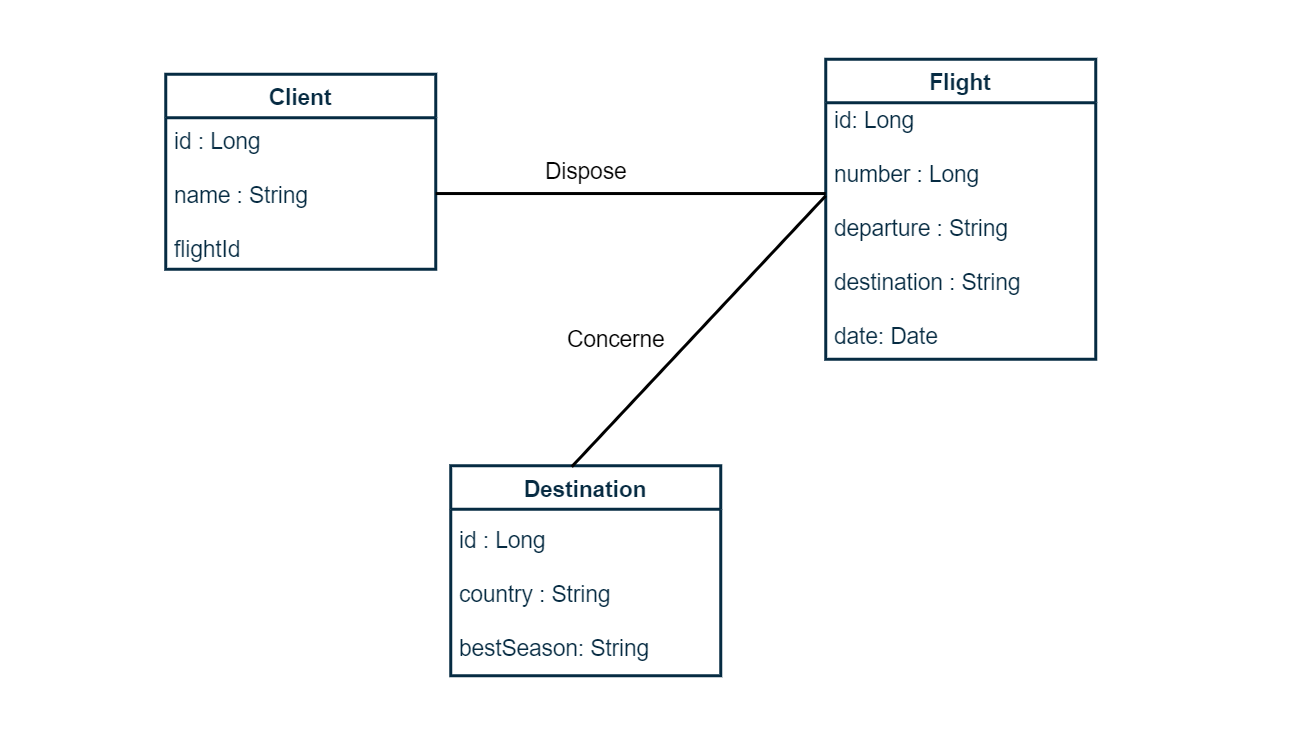 Client
id : Long
name : String
flightId
Dispose
Flight
id: Long
number : Long
departure : String
destination : String
date: Date
Concerne
Destination
id : Long
country : String
bestSeason: String